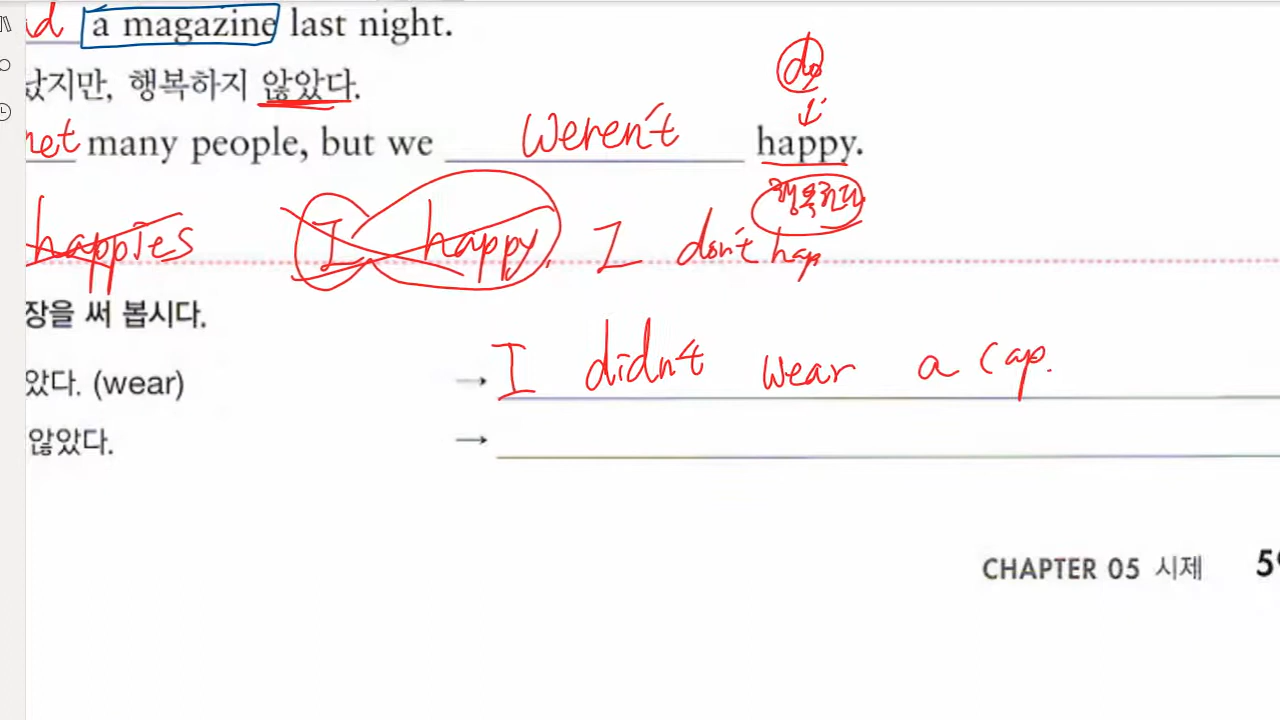 a magazine last night.
났지만, 행복하지 않았다.
do
met many people, but we weren't happy.
행복하다
happies I happy. I don't hap
장을 써 봅시다.
았다. (wear) → I didn't wear a cap.
않았다. →
CHAPTER 05 시제 59